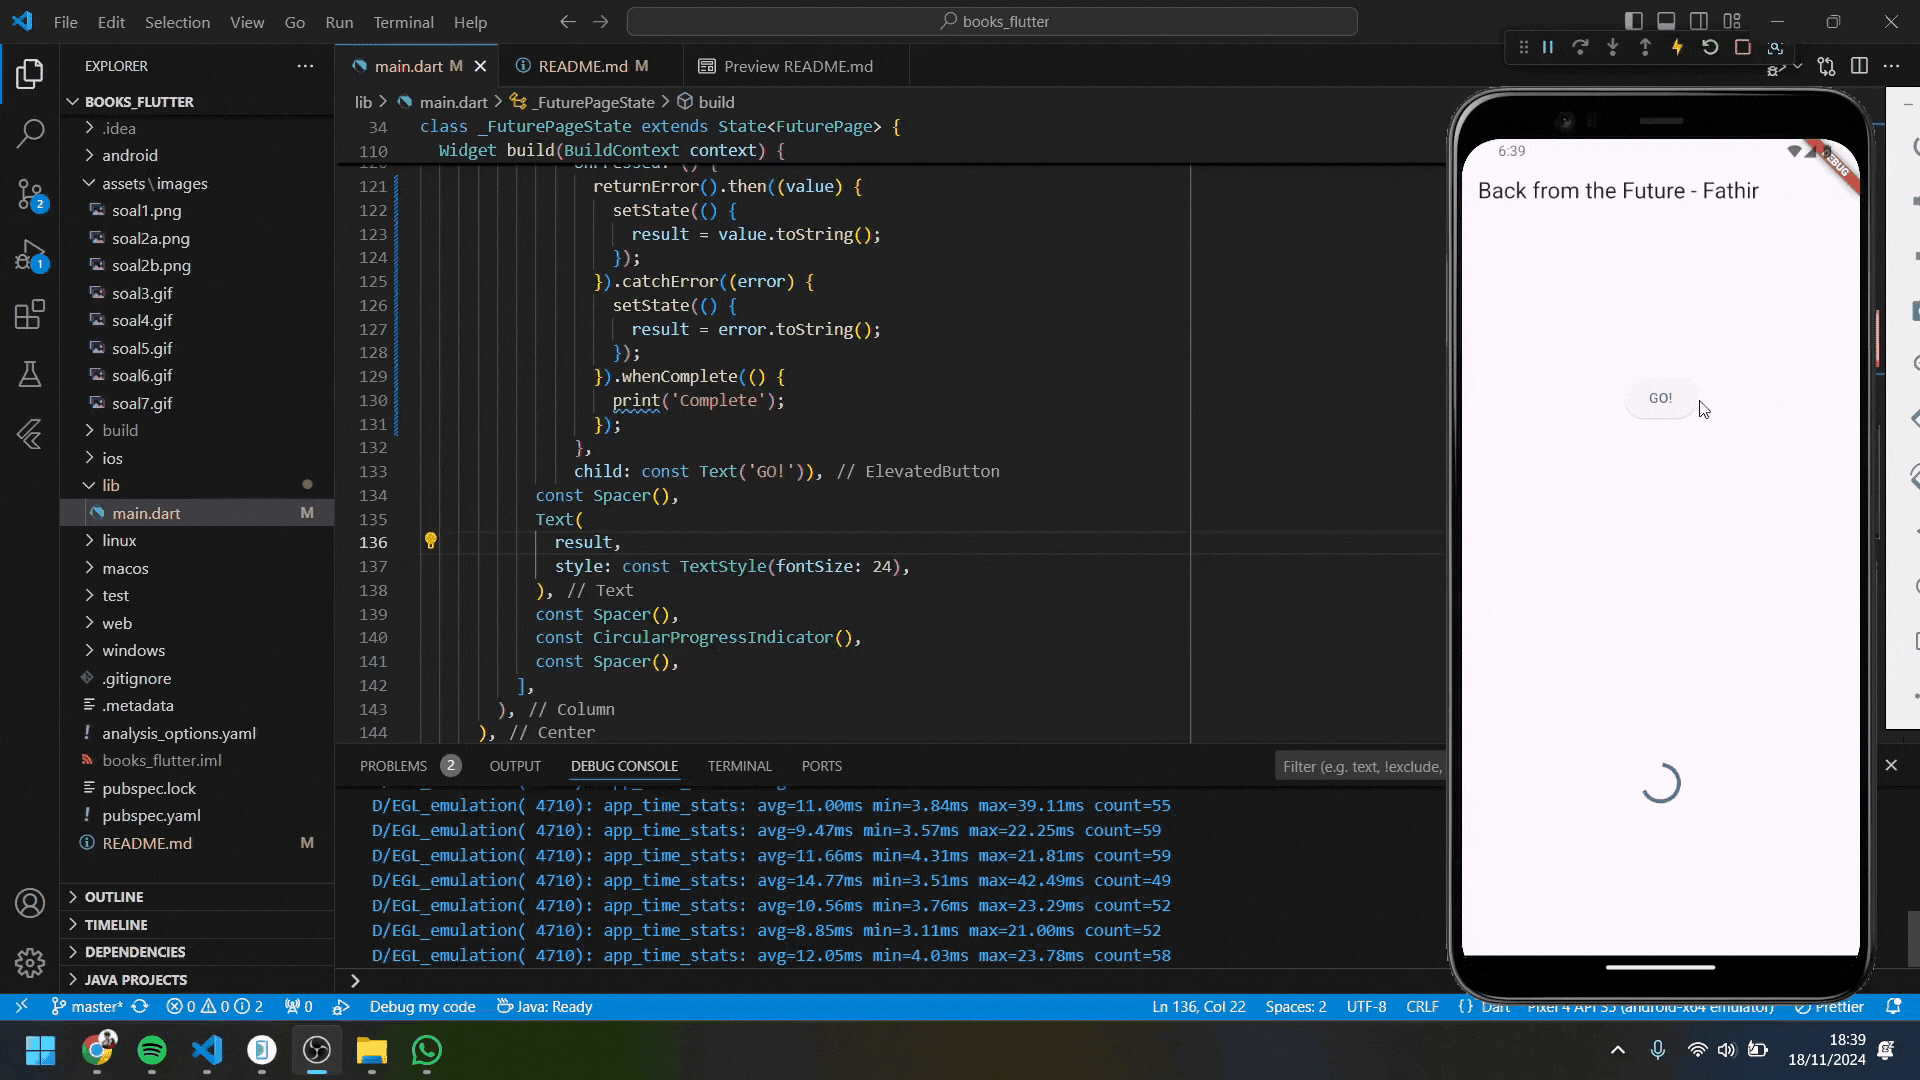 File Edit Selection View Go Run Terminal Help
books_flutter
EXPLORER
BOOKS_FLUTTER
.idea
android
assets\images
soal1.png
soal2a.png
soal2b.png
soal3.gif
soal4.gif
soal5.gif
soal6.gif
soal7.gif
build
ios
lib
main.dart M
linux
macos
test
web
windows
.gitignore
.metadata
analysis_options.yaml
books_flutter.iml
pubspec.lock
pubspec.yaml
README.md M
OUTLINE
TIMELINE
DEPENDENCIES
JAVA PROJECTS
2
1
main.dart M
README.md M
Preview README.md
lib > main.dart > _FuturePageState > build
34 class _FuturePageState extends State<FuturePage> {
110 Widget build(BuildContext context) {
121 returnError().then((value) {
122 setState(() {
123 result = value.toString();
124 });
125 }).catchError((error) {
126 setState(() {
127 result = error.toString();
128 });
129 }).whenComplete(() {
130 print('Complete');
131 });
132 },
133 child: const Text('GO!')), // ElevatedButton
134 const Spacer(),
135 Text(
136 result,
137 style: const TextStyle(fontSize: 24),
138 ), // Text
139 const Spacer(),
140 const CircularProgressIndicator(),
141 const Spacer(),
142 ],
143 ), // Column
144 ), // Center
PROBLEMS 2 OUTPUT DEBUG CONSOLE TERMINAL PORTS
Filter (e.g. text, !exclude,
D/EGL_emulation( 4710): app_time_stats: avg=11.00ms min=3.84ms max=39.11ms count=55
D/EGL_emulation( 4710): app_time_stats: avg=9.47ms min=3.57ms max=22.25ms count=59
D/EGL_emulation( 4710): app_time_stats: avg=11.66ms min=4.31ms max=21.81ms count=59
D/EGL_emulation( 4710): app_time_stats: avg=14.77ms min=3.51ms max=42.49ms count=49
D/EGL_emulation( 4710): app_time_stats: avg=10.56ms min=3.76ms max=23.29ms count=52
D/EGL_emulation( 4710): app_time_stats: avg=8.85ms min=3.11ms max=21.00ms count=52
D/EGL_emulation( 4710): app_time_stats: avg=12.05ms min=4.03ms max=23.78ms count=58
6:39
DEBUG
Back from the Future - Fathir
GO!
master* 0 0 2 0 Debug my code Java: Ready
Ln 136, Col 22 Spaces: 2 UTF-8 CRLF {} Dart Pixel 4 API 35 (android-x64 emulator) Prettier
18:39
18/11/2024